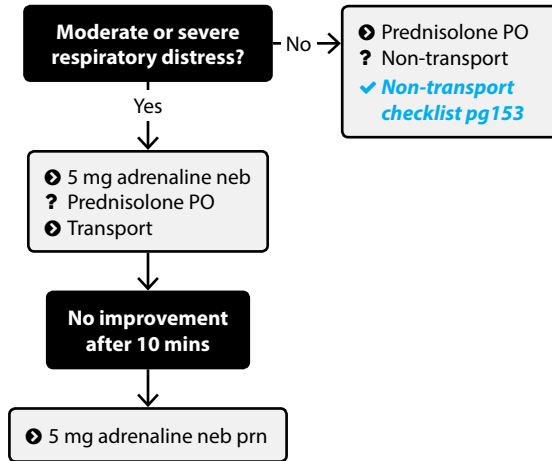 Moderate or severe
respiratory distress?
No
Prednisolone PO
? Non-transport
✓ Non-transport
checklist pg153
Yes
5 mg adrenaline neb
? Prednisolone PO
Transport
No improvement
after 10 mins
5 mg adrenaline neb prn